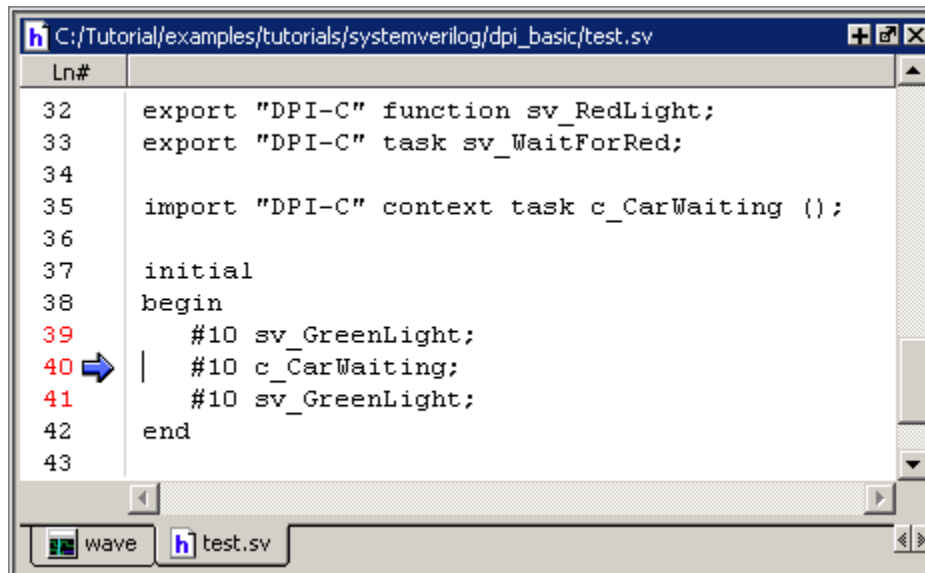 C:/Tutorial/examples/tutorials/systemverilog/dpi_basic/test.sv
Ln#
32 export "DPI-C" function sv_RedLight;
33 export "DPI-C" task sv_WaitForRed;
34
35 import "DPI-C" context task c_CarWaiting ();
36
37 initial
38 begin
39 #10 sv_GreenLight;
40 #10 c_CarWaiting;
41 #10 sv_GreenLight;
42 end
43
wave h test.sv